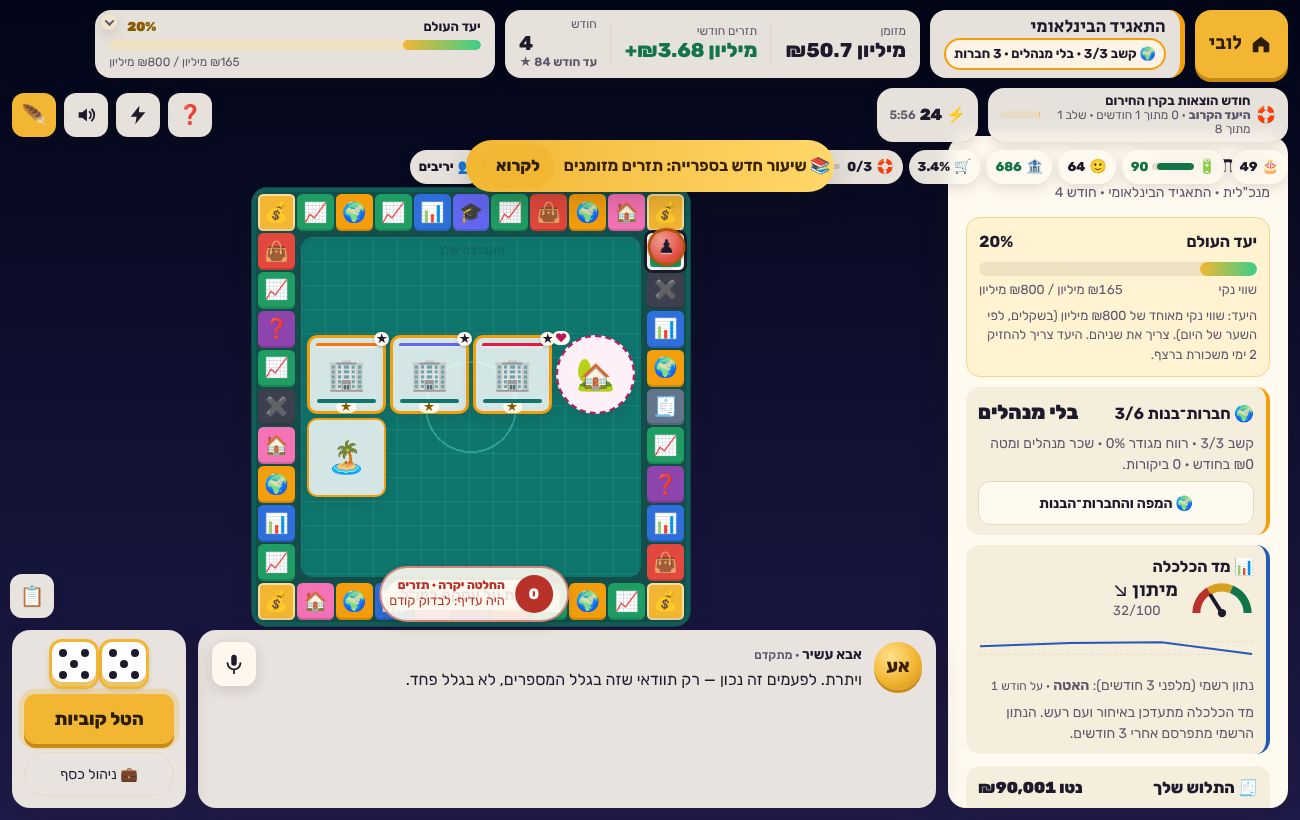 לובי
התאגיד הבינלאומי
🌍 קשב 3/3 · בלי מנהלים · 3 חברות
מזומן
₪50.7 מיליון
תזרים חודשי
+₪3.68 מיליון
חודש
4
עד חודש 84 ★
יעד העולם
20%
₪165 מיליון / ₪800 מיליון
חודש הוצאות בקרן החירום
היעד הקרוב · 0 מתוך 1 חודשים · שלב 1 מתוך 8
⚡ 24 5:56
🎂 49
90
🙂 64
🏦 686
🛒 3.4%
🛟 0/3
יריבים
📚 שיעור חדש בספרייה: תזרים מזומנים
לקרוא
מנכ"לית · התאגיד הבינלאומי · חודש 4
יעד העולם
20%
שווי נקי
₪165 מיליון / ₪800 מיליון
היעד: שווי נקי מאוחד של ₪800 מיליון (בשקלים, לפי
השער של היום). צריך את שניהם. היעד צריך להחזיק
2 ימי משכורת ברצף.
🌍 חברות־בנות 3/6
בלי מנהלים
קשב 3/3 · רווח מגודר 0% · שכר מנהלים ומטה
₪0 בחודש · 0 ביקורות.
🌍 המפה והחברות־הבנות
📊 מד הכלכלה
מיתון ↘
32/100
נתון רשמי (מלפני 3 חודשים): האטה · על חודש 1
מד הכלכלה מתעדכן באיחור ועם רעש. הנתון
הרשמי מתפרסם אחרי 3 חודשים.
🧾 התלוש שלך
נטו ₪90,001
הקבוצה שלך
0
החלטה יקרה · תזרים
היה עדיף: לבדוק קודם
אע
אבא עשיר · מתקדם
ויתרת. לפעמים זה נכון — רק תוודאי שזה בגלל המספרים, לא בגלל פחד.
הטל קוביות
💼 ניהול כסף